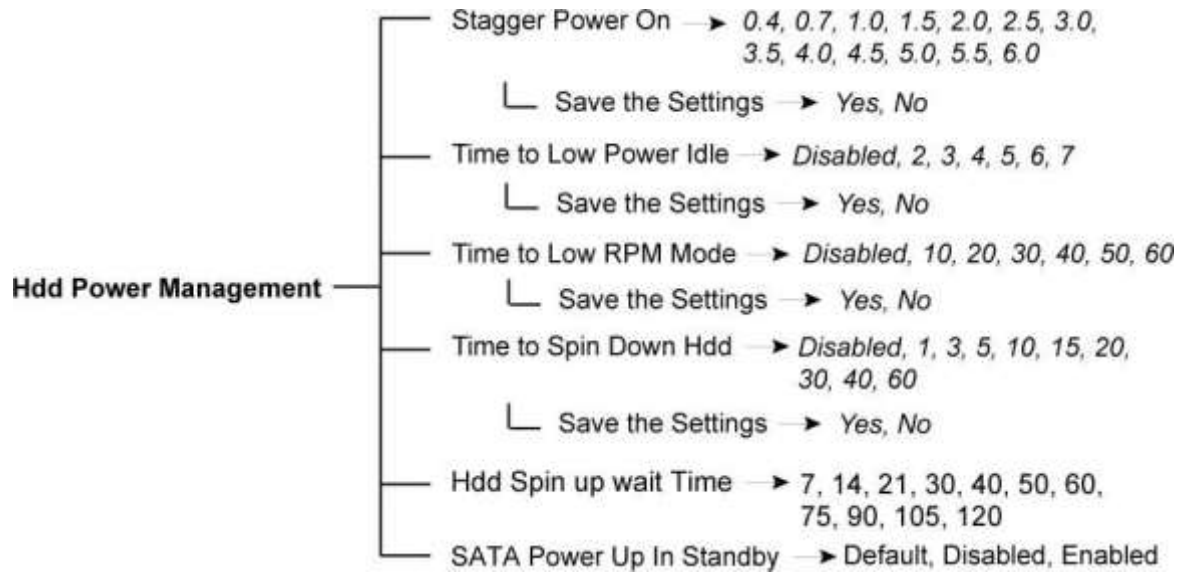 Stagger Power On 0.4, 0.7, 1.0, 1.5, 2.0, 2.5, 3.0,
3.5, 4.0, 4.5, 5.0, 5.5, 6.0
Save the Settings Yes, No
Time to Low Power Idle Disabled, 2, 3, 4, 5, 6, 7
Save the Settings Yes, No
Time to Low RPM Mode Disabled, 10, 20, 30, 40, 50, 60
Hdd Power Management
Save the Settings Yes, No
Time to Spin Down Hdd Disabled, 1, 3, 5, 10, 15, 20,
30, 40, 60
Save the Settings Yes, No
Hdd Spin up wait Time 7, 14, 21, 30, 40, 50, 60,
75, 90, 105, 120
SATA Power Up In Standby Default, Disabled, Enabled